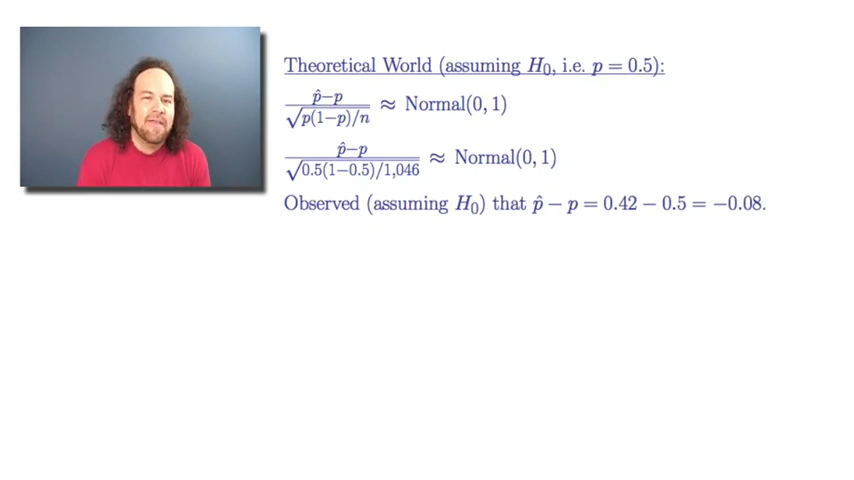 Theoretical World (assuming H₀, i.e. p = 0.5):
p̂−p / √p(1−p)/n ≈ Normal(0, 1)
p̂−p / √0.5(1−0.5)/1,046 ≈ Normal(0, 1)
Observed (assuming H₀) that p̂ − p = 0.42 − 0.5 = −0.08.